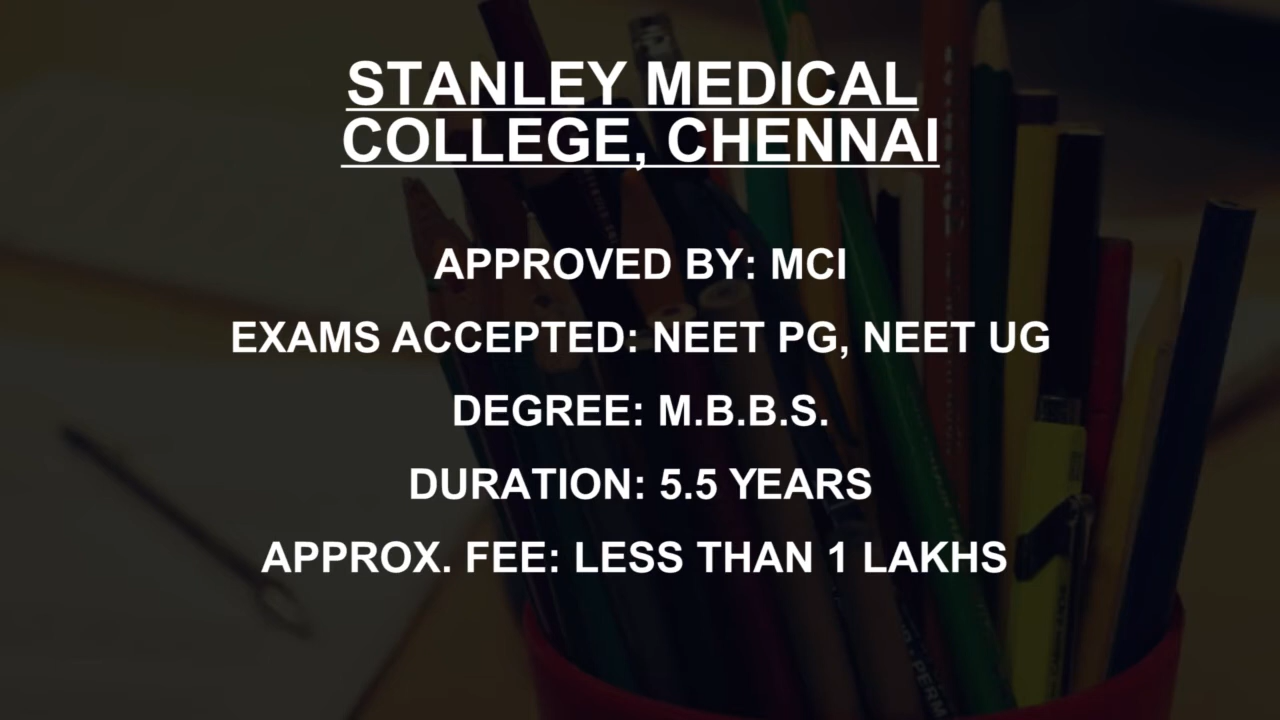 STANLEY MEDICAL
COLLEGE, CHENNAI
APPROVED BY: MCI
EXAMS ACCEPTED: NEET PG, NEET UG
DEGREE: M.B.B.S.
DURATION: 5.5 YEARS
APPROX. FEE: LESS THAN 1 LAKHS